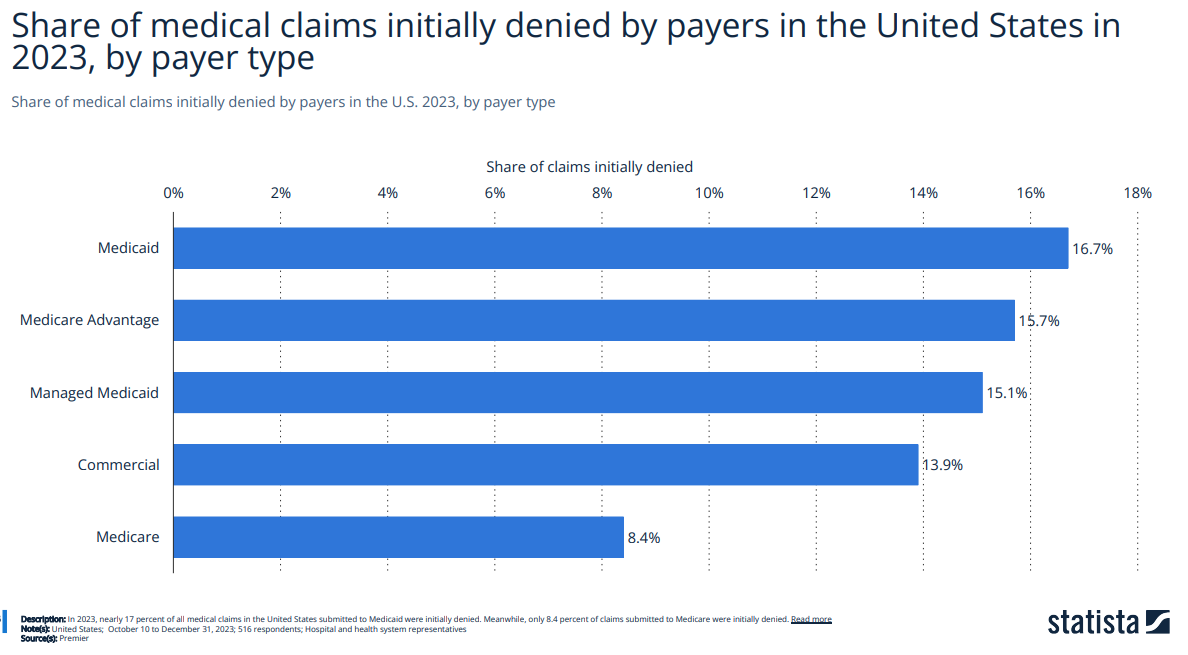 Share of medical claims initially denied by payers in the United States in
2023, by payer type
Share of medical claims initially denied by payers in the U.S. 2023, by payer type
Share of claims initially denied
0% 2% 4% 6% 8% 10% 12% 14% 16% 18%
Medicaid 16.7%
Medicare Advantage 15.7%
Managed Medicaid 15.1%
Commercial 13.9%
Medicare 8.4%
Description: In 2023, nearly 17 percent of all medical claims in the United States submitted to Medicaid were initially denied. Meanwhile, only 8.4 percent of claims submitted to Medicare were initially denied. Read more
Note(s): United States; October 10 to December 31, 2023; 516 respondents; Hospital and health system representatives
Source(s): Premier
statista